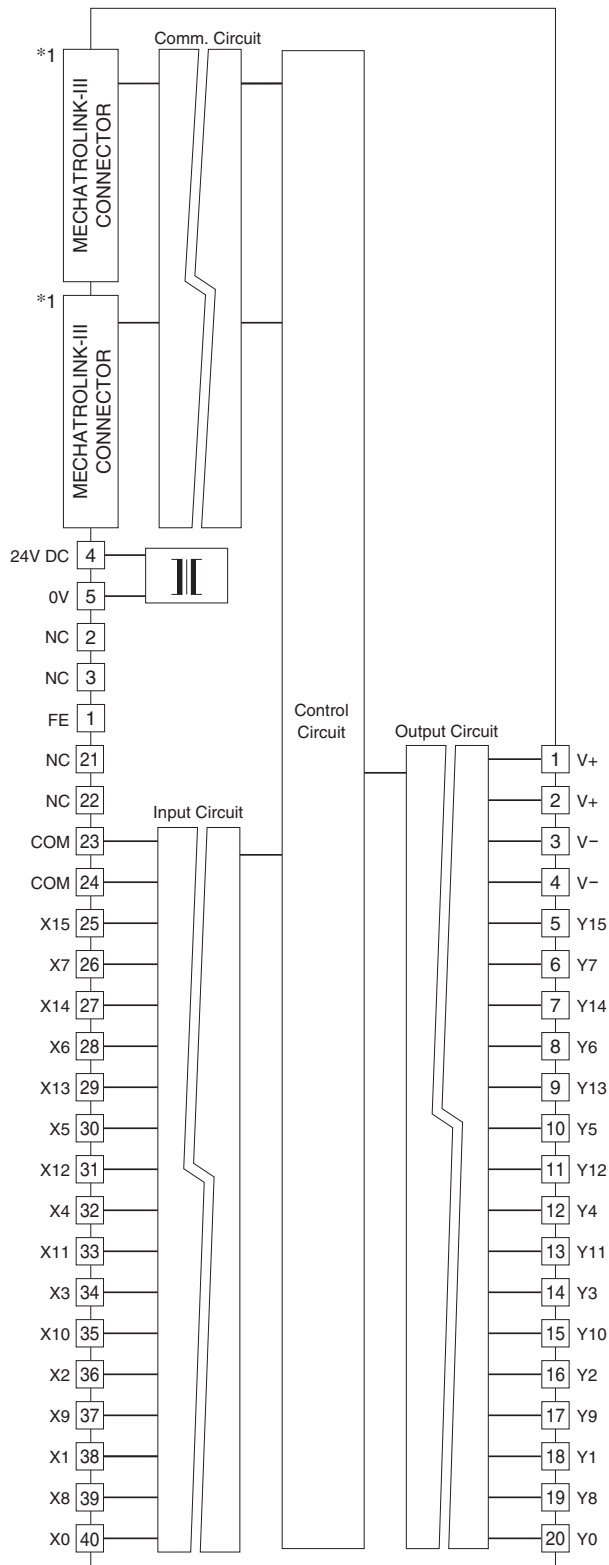 Comm. Circuit
*1
MECHATROLINK-III
CONNECTOR
*1
MECHATROLINK-III
CONNECTOR
24V DC 4
0V 5
NC 2
NC 3
FE 1
Control
Circuit
Output Circuit
NC 21
1 V+
NC 22
2 V+
Input Circuit
COM 23
3 V−
COM 24
4 V−
X15 25
5 Y15
X7 26
6 Y7
X14 27
7 Y14
X6 28
8 Y6
X13 29
9 Y13
X5 30
10 Y5
X12 31
11 Y12
X4 32
12 Y4
X11 33
13 Y11
X3 34
14 Y3
X10 35
15 Y10
X2 36
16 Y2
X9 37
17 Y9
X1 38
18 Y1
X8 39
19 Y8
X0 40
20 Y0